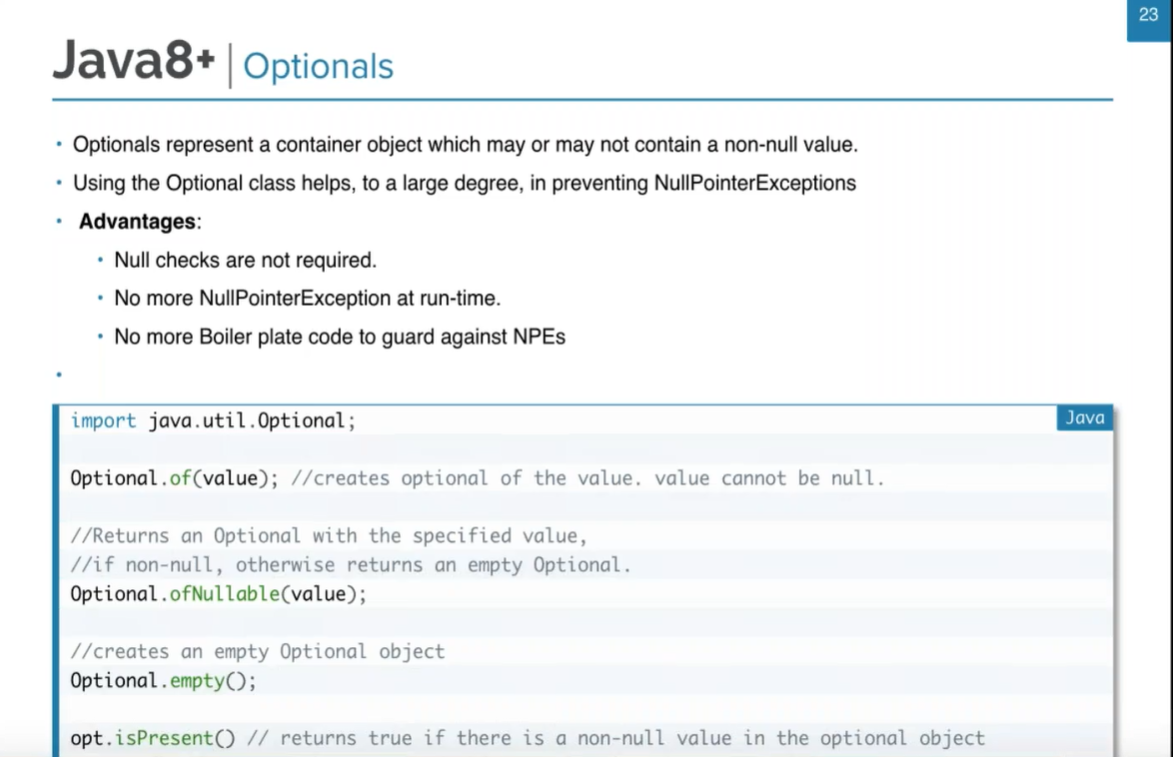 23
Java8+ | Optionals
• Optionals represent a container object which may or may not contain a non-null value.
• Using the Optional class helps, to a large degree, in preventing NullPointerExceptions
• Advantages:
• Null checks are not required.
• No more NullPointerException at run-time.
• No more Boiler plate code to guard against NPEs
•
import java.util.Optional;
Java
Optional.of(value); //creates optional of the value. value cannot be null.
//Returns an Optional with the specified value,
//if non-null, otherwise returns an empty Optional.
Optional.ofNullable(value);
//creates an empty Optional object
Optional.empty();
opt.isPresent() // returns true if there is a non-null value in the optional object